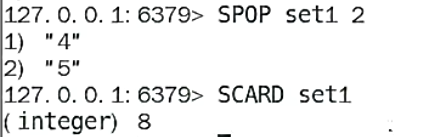 127.0.0.1:6379> SPOP set1 2
1) "4"
2) "5"
127.0.0.1:6379> SCARD set1
(integer) 8